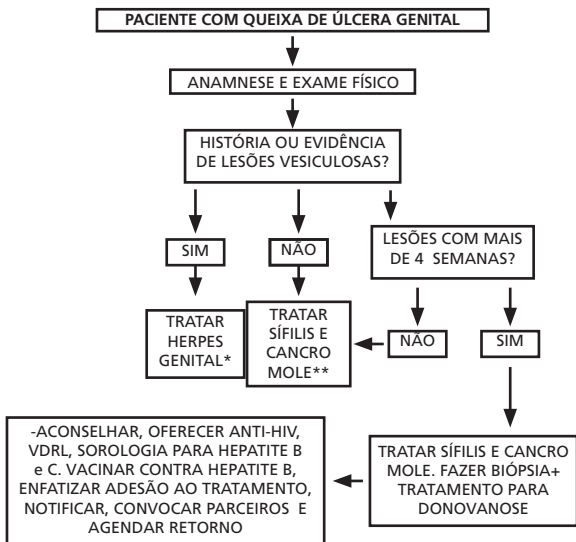 PACIENTE COM QUEIXA DE ÚLCERA GENITAL
ANAMNESE E EXAME FÍSICO
HISTÓRIA OU EVIDÊNCIA
DE LESÕES VESICULOSAS?
SIM
NÃO
LESÕES COM MAIS
DE 4 SEMANAS?
TRATAR
HERPES
GENITAL*
TRATAR
SÍFILIS E
CANCRO
MOLE**
NÃO
SIM
-ACONSELHAR, OFERECER ANTI-HIV,
VDRL, SOROLOGIA PARA HEPATITE B
e C. VACINAR CONTRA HEPATITE B,
ENFATIZAR ADESÃO AO TRATAMENTO,
NOTIFICAR, CONVOCAR PARCEIROS E
AGENDAR RETORNO
TRATAR SÍFILIS E CANCRO
MOLE. FAZER BIÓPSIA+
TRATAMENTO PARA
DONOVANOSE